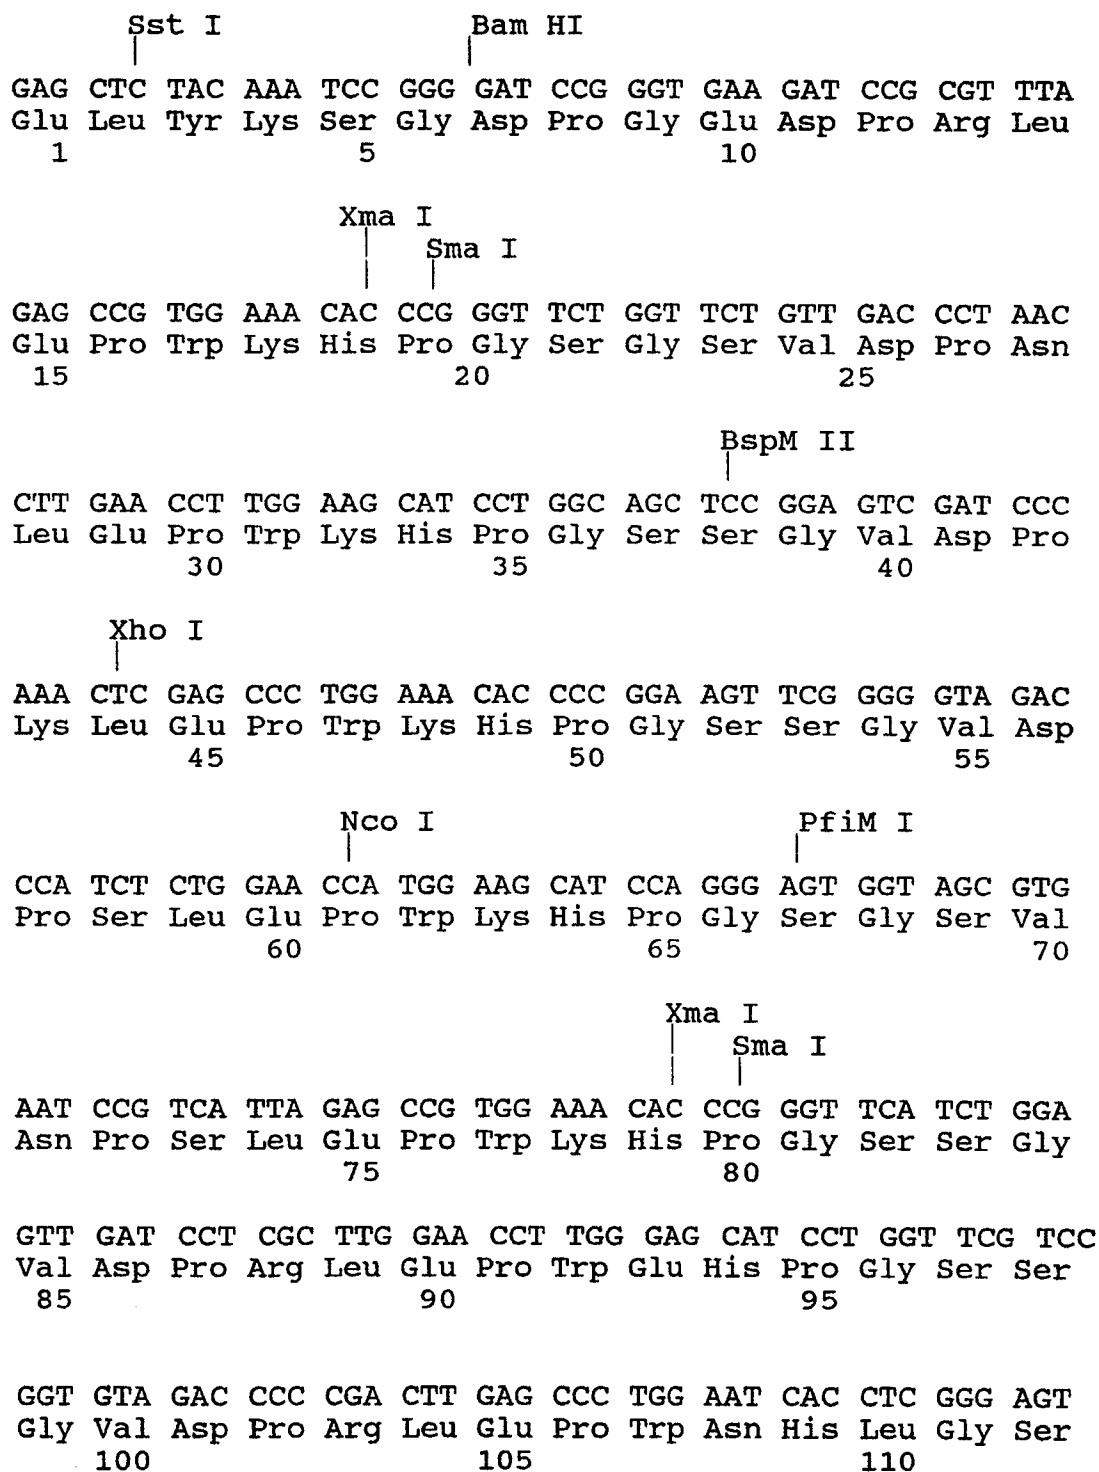 Sst I Bam HI
GAG CTC TAC AAA TCC GGG GAT CCG GGT GAA GAT CCG CGT TTA
Glu Leu Tyr Lys Ser Gly Asp Pro Gly Glu Asp Pro Arg Leu
1 5 10
Xma I
Sma I
GAG CCG TGG AAA CAC CCG GGT TCT GGT TCT GTT GAC CCT AAC
Glu Pro Trp Lys His Pro Gly Ser Gly Ser Val Asp Pro Asn
15 20 25
BspM II
CTT GAA CCT TGG AAG CAT CCT GGC AGC TCC GGA GTC GAT CCC
Leu Glu Pro Trp Lys His Pro Gly Ser Ser Gly Val Asp Pro
30 35 40
Xho I
AAA CTC GAG CCC TGG AAA CAC CCC GGA AGT TCG GGG GTA GAC
Lys Leu Glu Pro Trp Lys His Pro Gly Ser Ser Gly Val Asp
45 50 55
Nco I PfiM I
CCA TCT CTG GAA CCA TGG AAG CAT CCA GGG AGT GGT AGC GTG
Pro Ser Leu Glu Pro Trp Lys His Pro Gly Ser Gly Ser Val
60 65 70
Xma I
Sma I
AAT CCG TCA TTA GAG CCG TGG AAA CAC CCG GGT TCA TCT GGA
Asn Pro Ser Leu Glu Pro Trp Lys His Pro Gly Ser Ser Gly
75 80
GTT GAT CCT CGC TTG GAA CCT TGG GAG CAT CCT GGT TCG TCC
Val Asp Pro Arg Leu Glu Pro Trp Glu His Pro Gly Ser Ser
85 90 95
GGT GTA GAC CCC CGA CTT GAG CCC TGG AAT CAC CTC GGG AGT
Gly Val Asp Pro Arg Leu Glu Pro Trp Asn His Leu Gly Ser
100 105 110